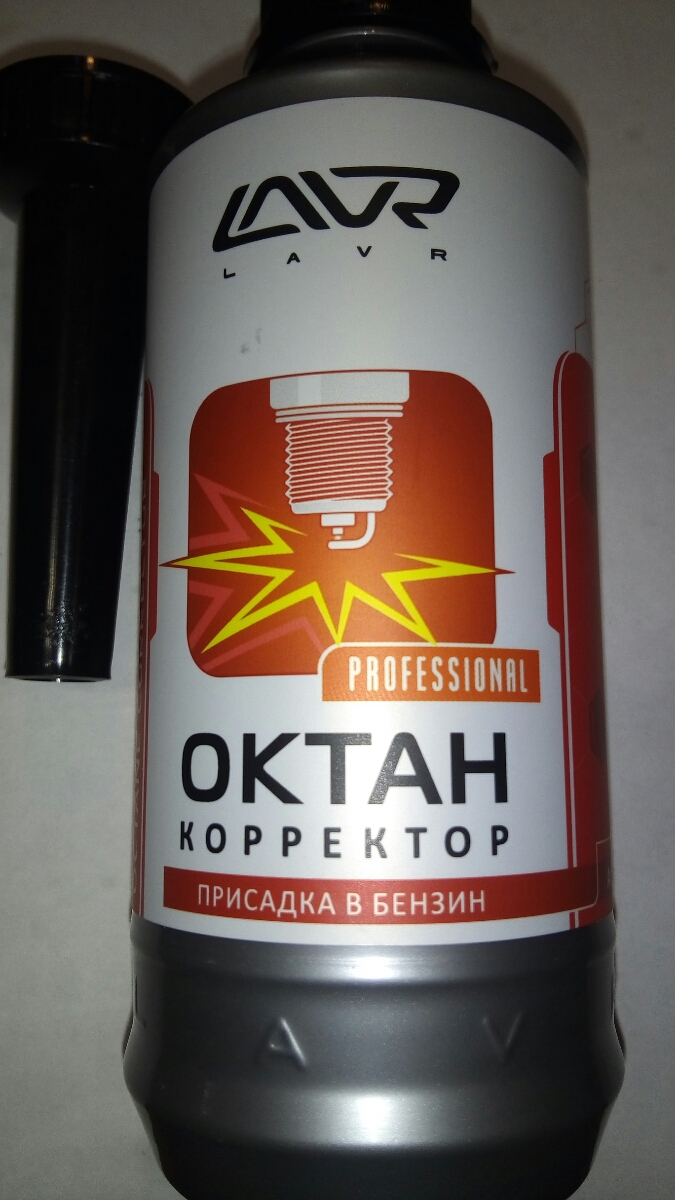 LAVR
LAVR
PROFESSIONAL
ОКТАН
КОРРЕКТОР
ПРИСАДКА В БЕНЗИН
L A V